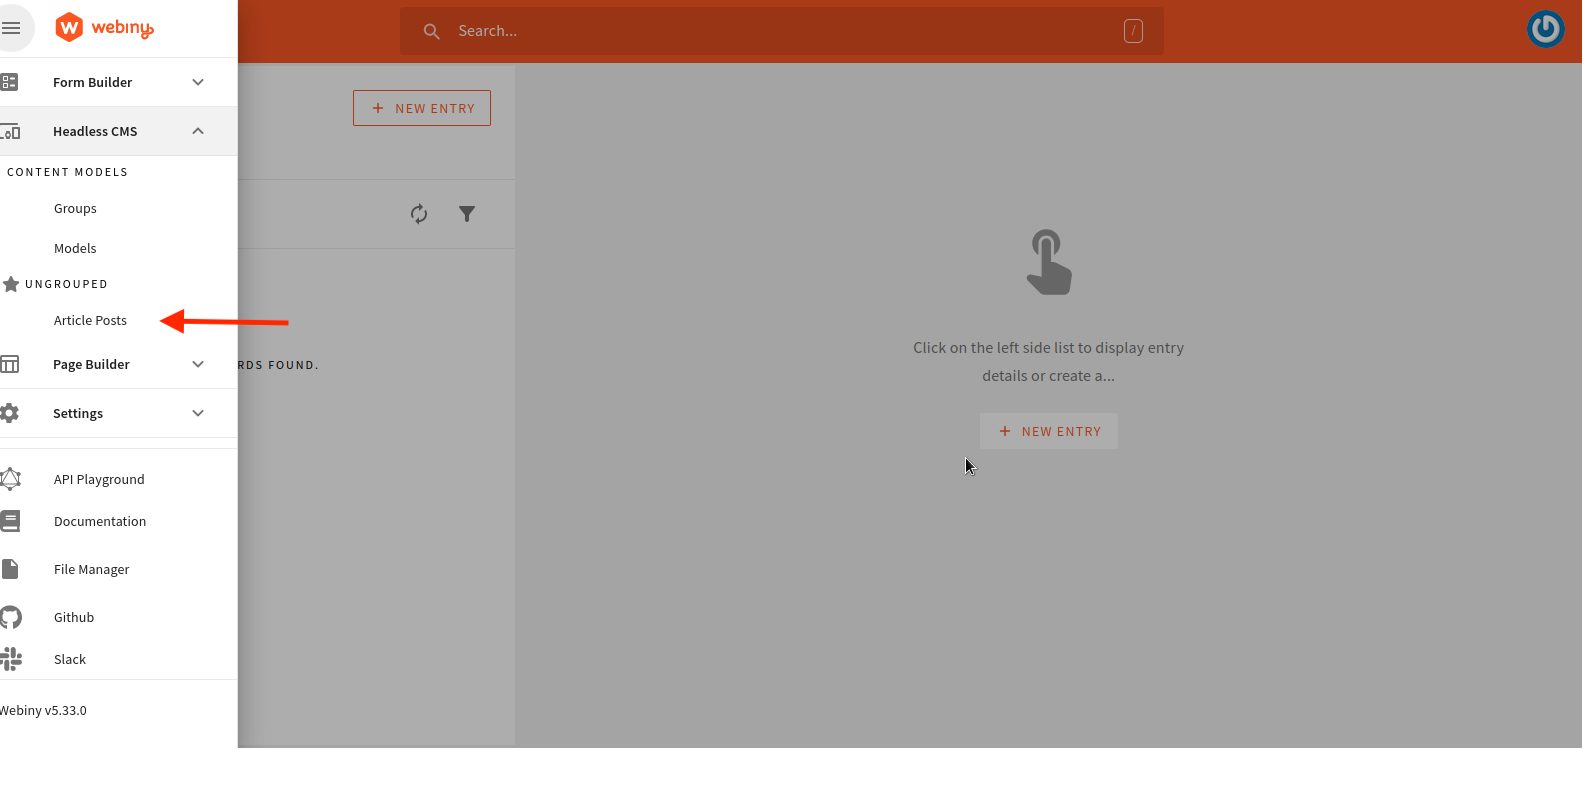 webiny
Search...
/
Form Builder
NEW ENTRY
Headless CMS
CONTENT MODELS
Groups
Models
UNGROUPED
Article Posts
Page Builder
RDS FOUND.
Click on the left side list to display entry
details or create a...
NEW ENTRY
Settings
API Playground
Documentation
File Manager
Github
Slack
Webiny v5.33.0